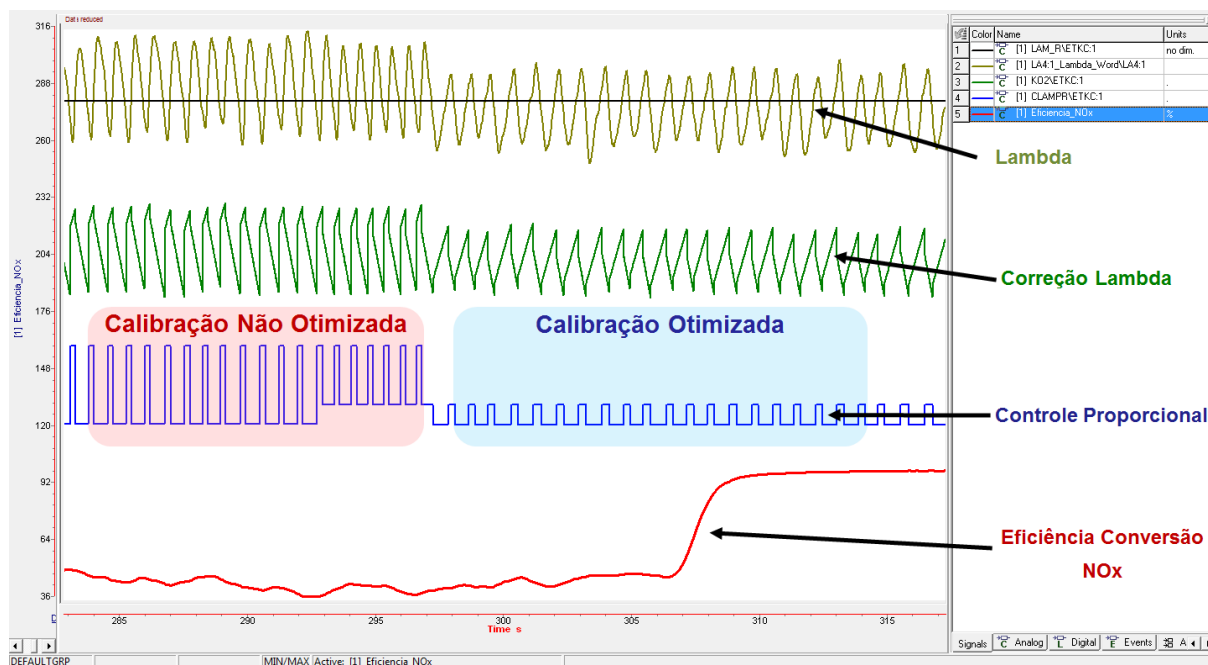 Data reduced
316
288
260
232
204
176
148
120
92
64
36
[1] Eficiencia_NOx
285
290
295
300
305
310
315
Time s
Calibração Não Otimizada
Calibração Otimizada
Color Name Units
1 [1] LAM_R\ETKC:1 no dim.
2 [1] LA4:1_Lambda_Word\LA4:1
3 [1] KO2\ETKC:1 .
4 [1] CLAMPR\ETKC:1 .
5 [1] Eficiencia_NOx %
Lambda
Correção Lambda
Controle Proporcional
Eficiência Conversão
NOx
Signals Analog Digital Events A
DEFAULTGRP MIN/MAX Active: [1] Eficiencia_NOx